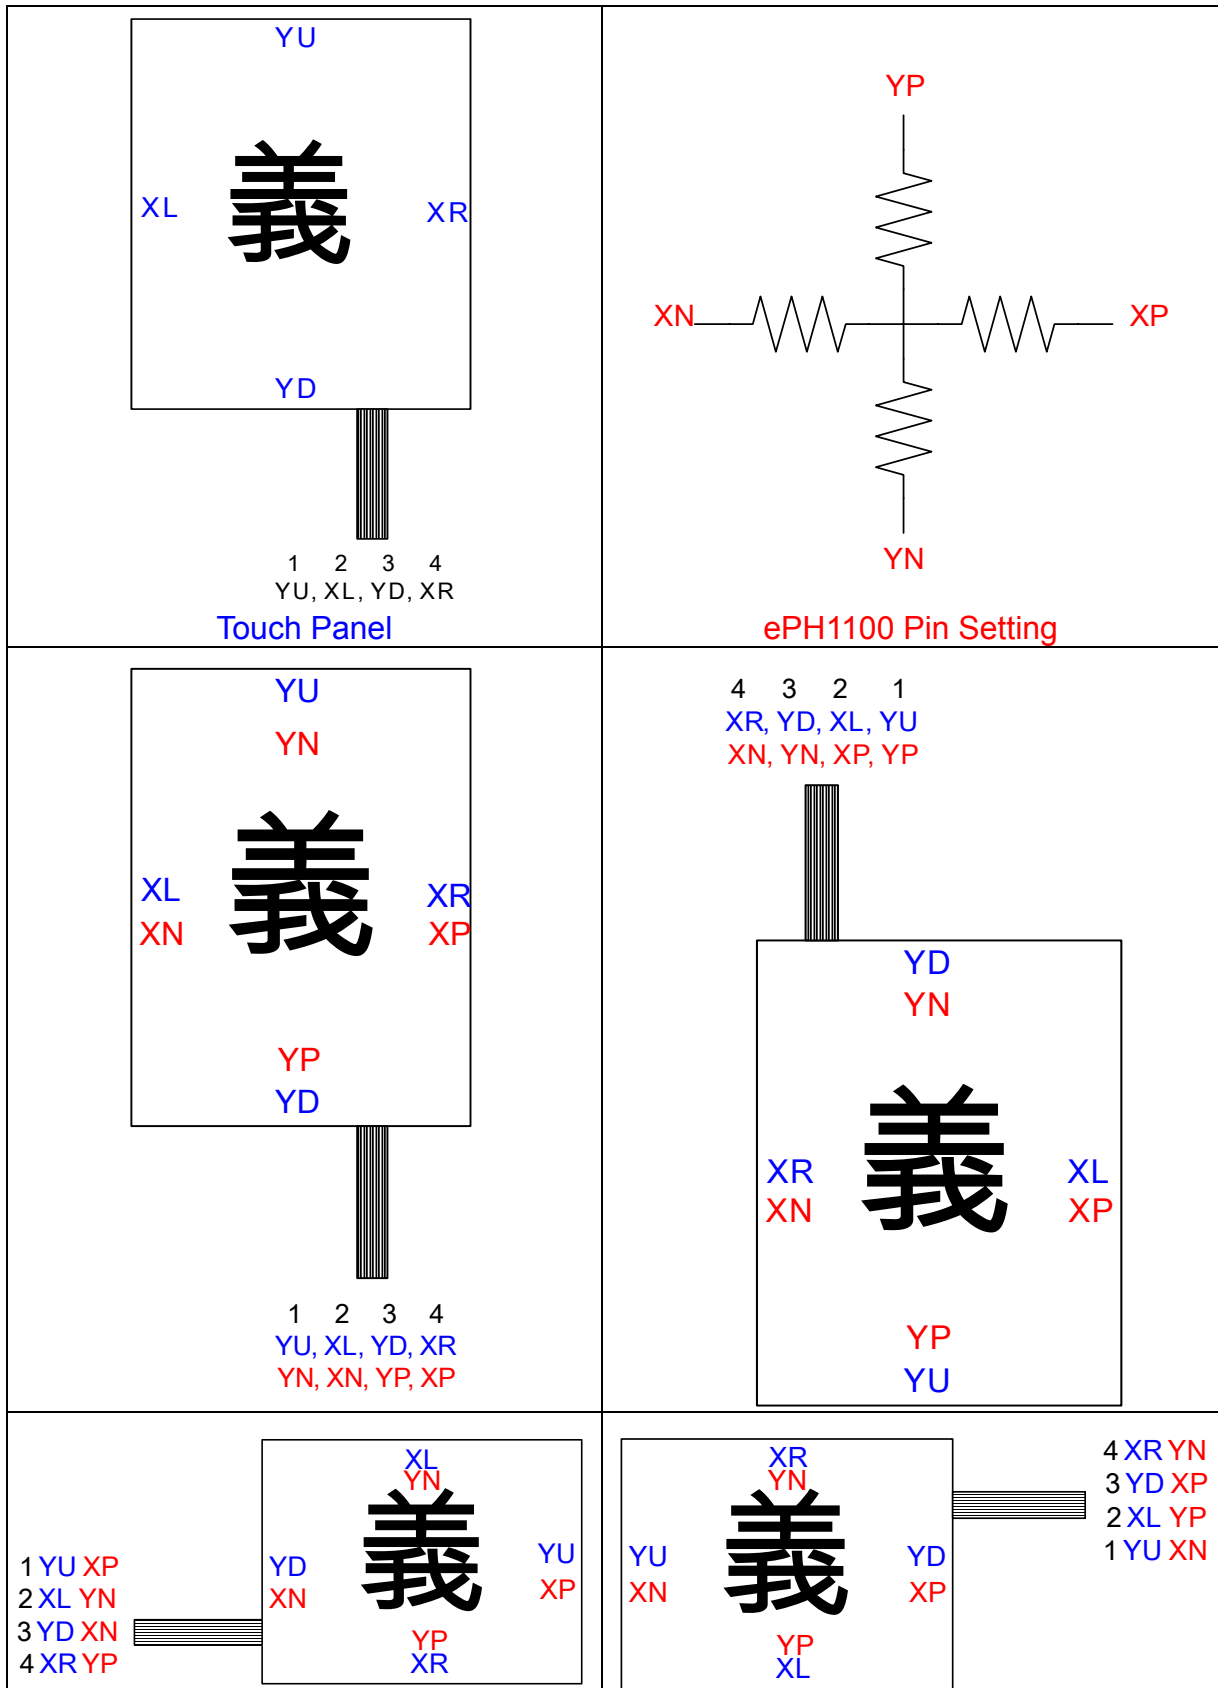 YU
義
XL
XR
YD
1 2 3 4
YU, XL, YD, XR
Touch Panel
YP
XN
XP
YN
ePH1100 Pin Setting
YU
YN
義
XL
XR
XN
XP
YP
YD
1 2 3 4
YU, XL, YD, XR
YN, XN, YP, XP
4 3 2 1
XR, YD, XL, YU
XN, YN, XP, YP
YD
YN
義
XR
XL
XN
XP
YP
YU
XL
YN
義
YD
YU
XN
XP
YP
XR
1 YU XP
2 XL YN
3 YD XN
4 XR YP
XR
YN
義
YU
YD
XN
XP
YP
XL
4 XR YN
3 YD XP
2 XL YP
1 YU XN